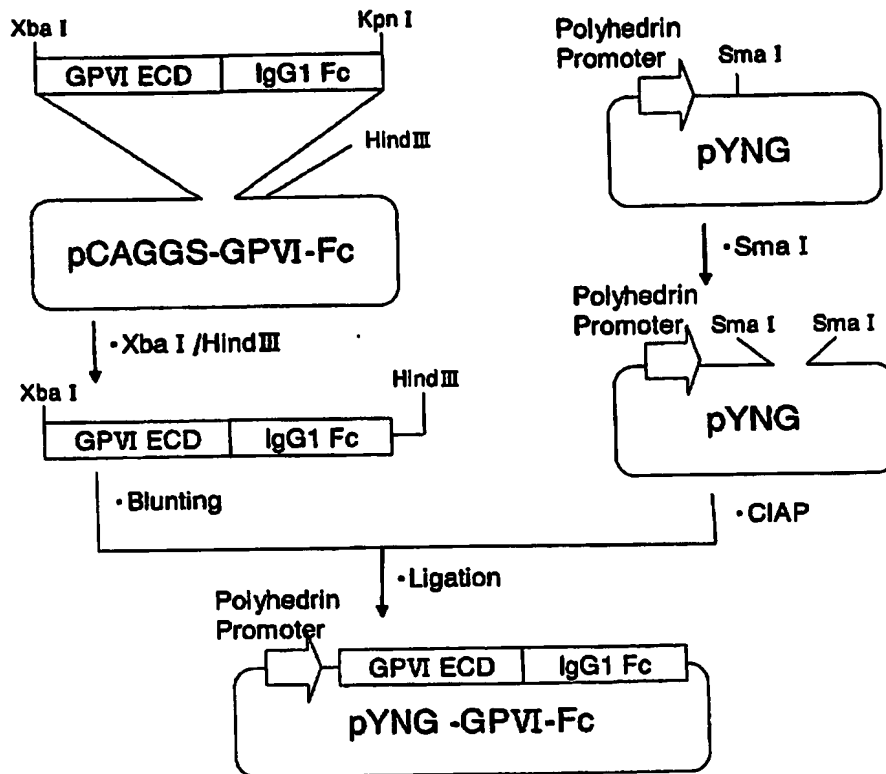 Xba I
Kpn I
GPVI ECD
IgG1 Fc
HindIII
pCAGGS-GPVI-Fc
・Xba I /HindIII
Xba I
HindIII
GPVI ECD
IgG1 Fc
・Blunting
Polyhedrin
Promoter
Sma I
pYNG
・Sma I
Polyhedrin
Promoter
Sma I
Sma I
pYNG
・CIAP
・Ligation
Polyhedrin
Promoter
GPVI ECD
IgG1 Fc
pYNG -GPVI-Fc